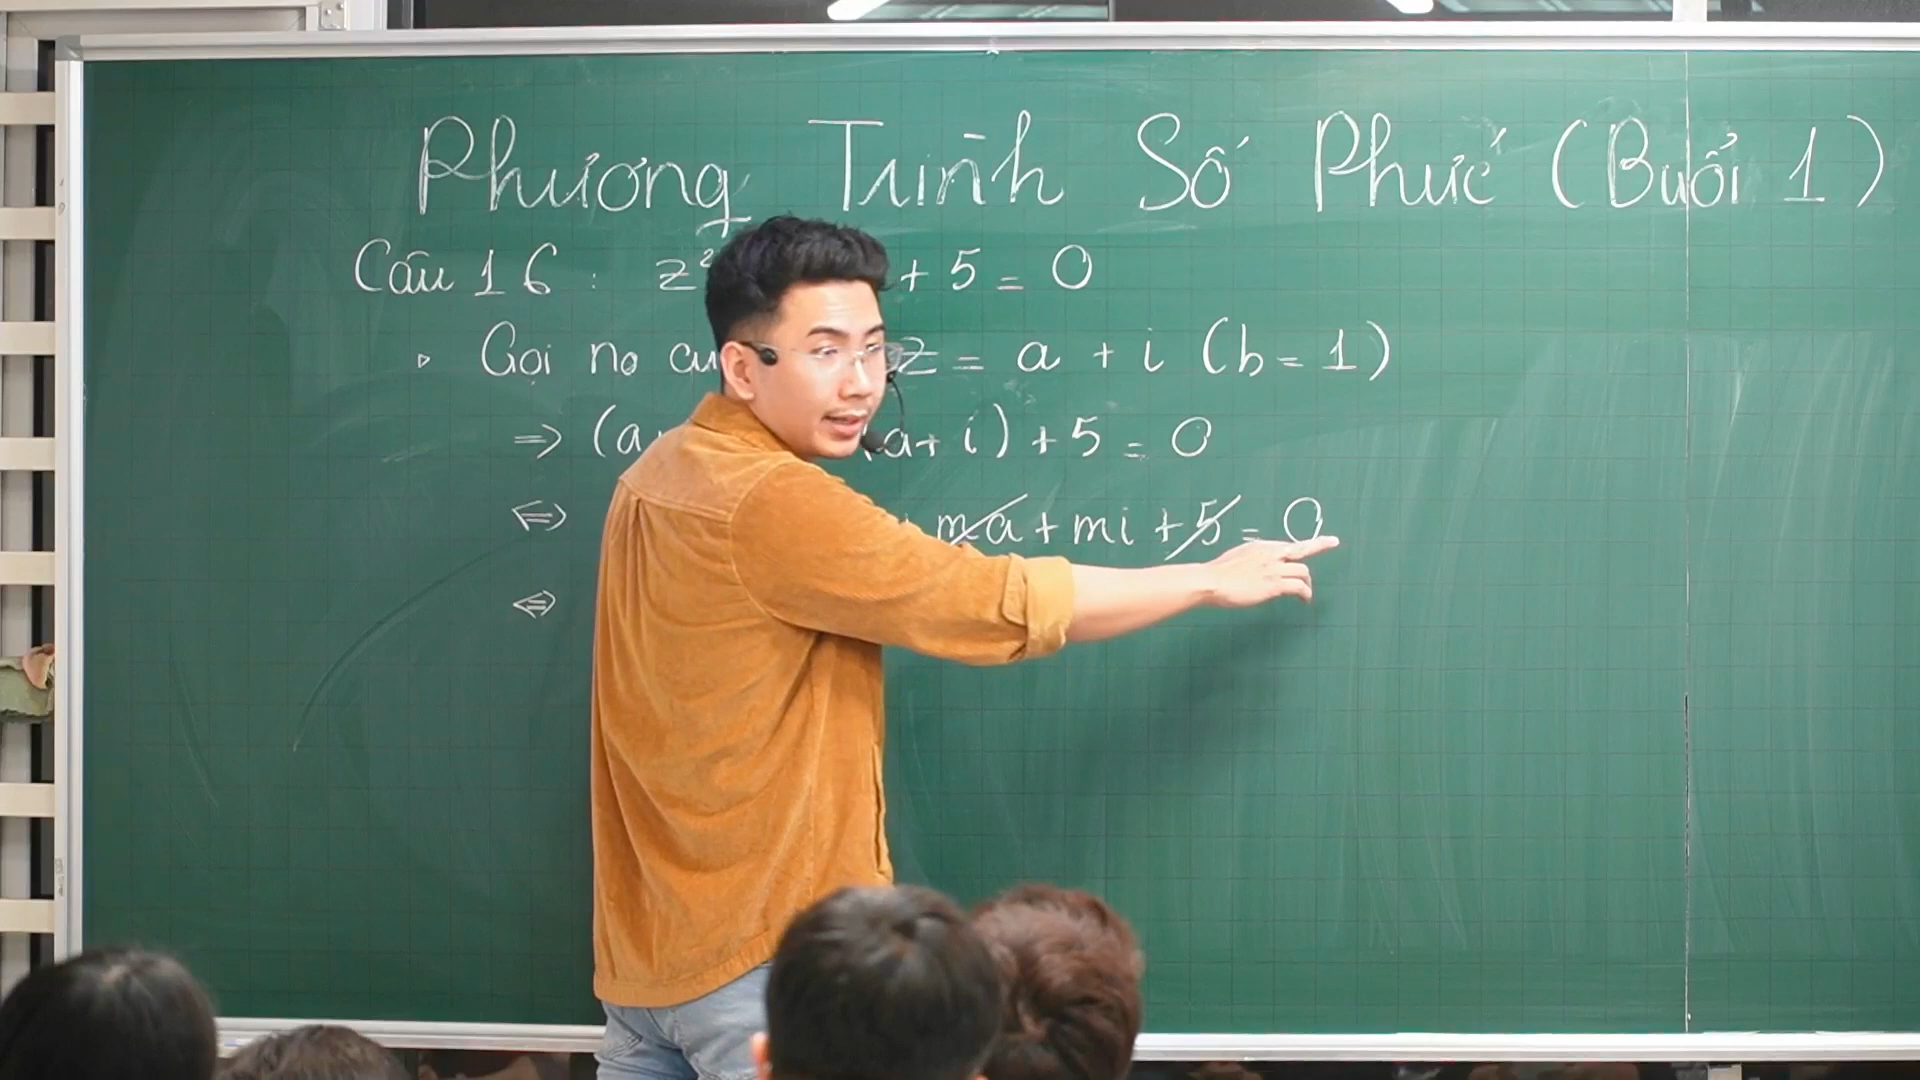 Phương Trình Số Phức (Buổi 1)
Câu 16 : z² + 5 = 0
▹ Gọi no z = a + i (b = 1)
⇒ (a (a + i) + 5 = 0
⇔ + ma + mi + 5 = 0
⇔